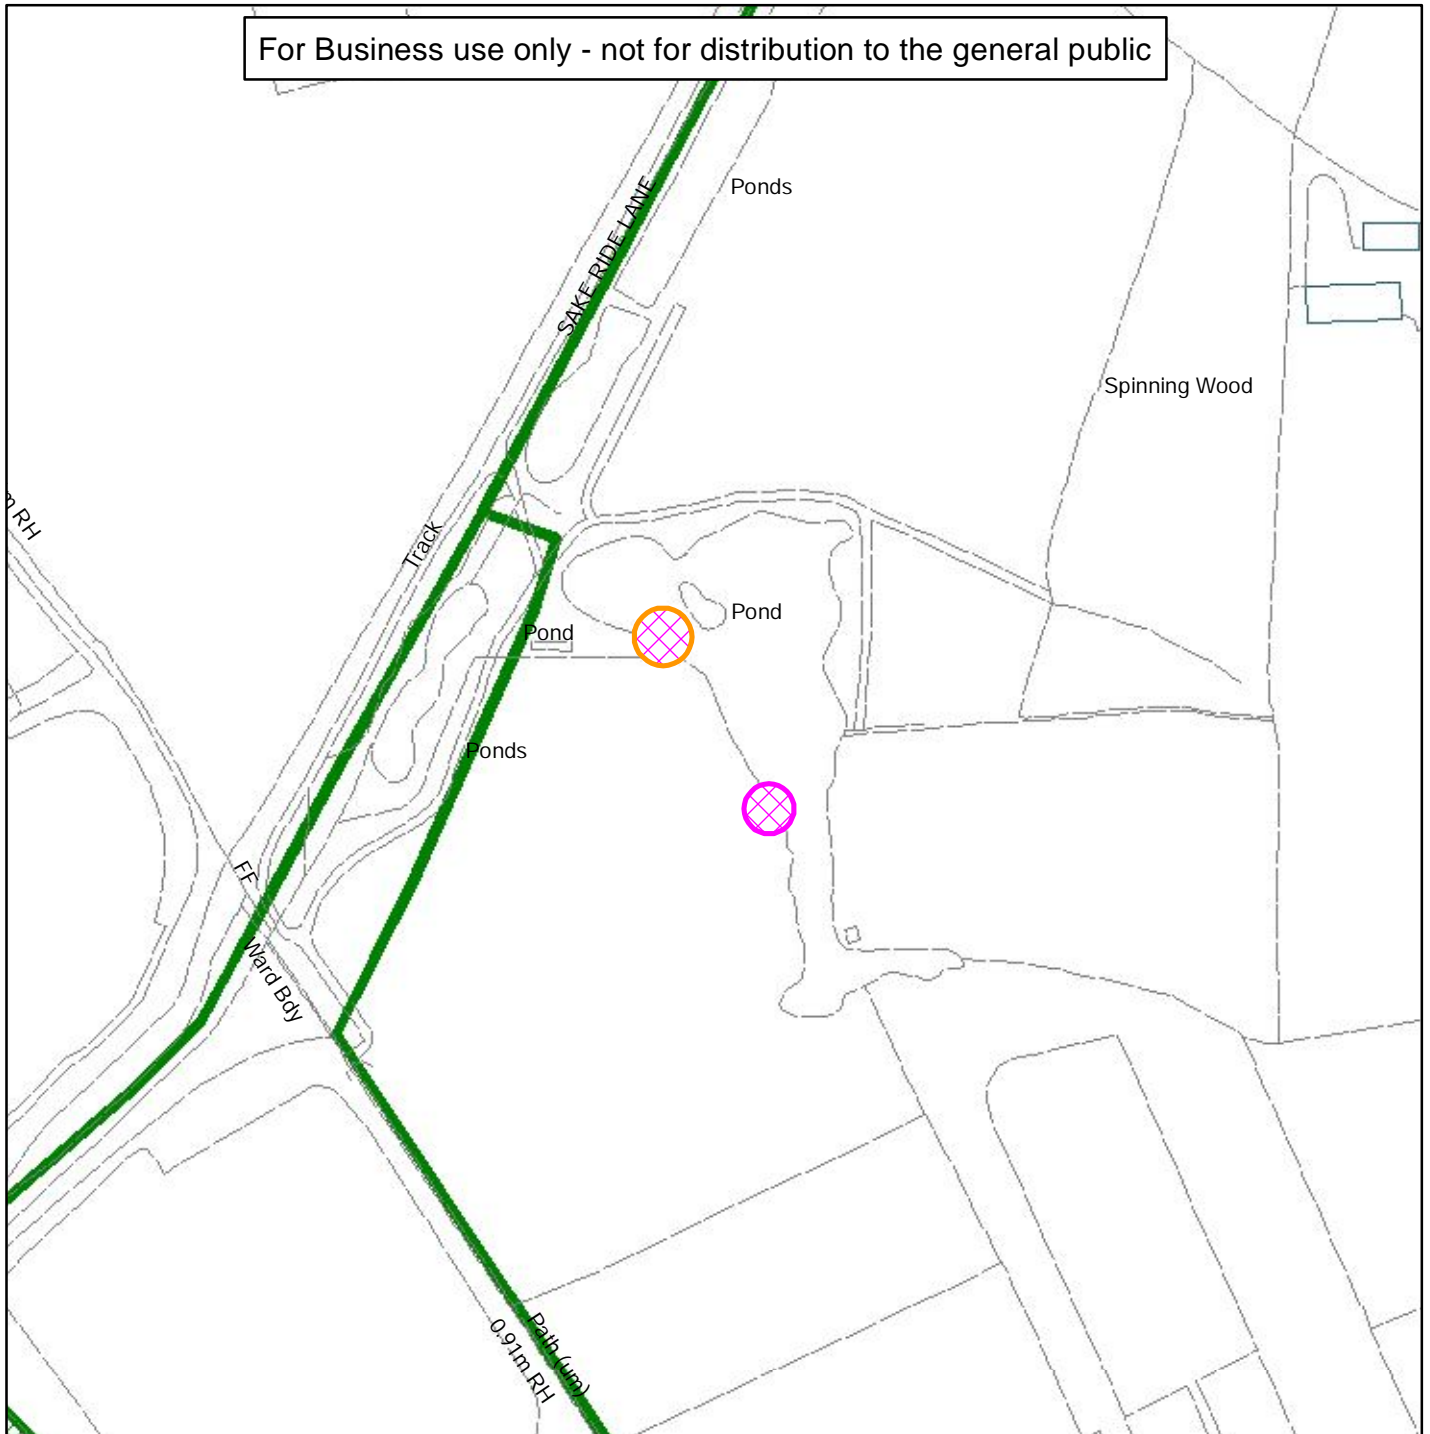 For Business use only - not for distribution to the general public
Ponds
SAKE RIDE LANE
Spinning Wood
m RH
Track
Pond
Pond
Ponds
FF
Ward Bdy
Path (um)
0.91m RH